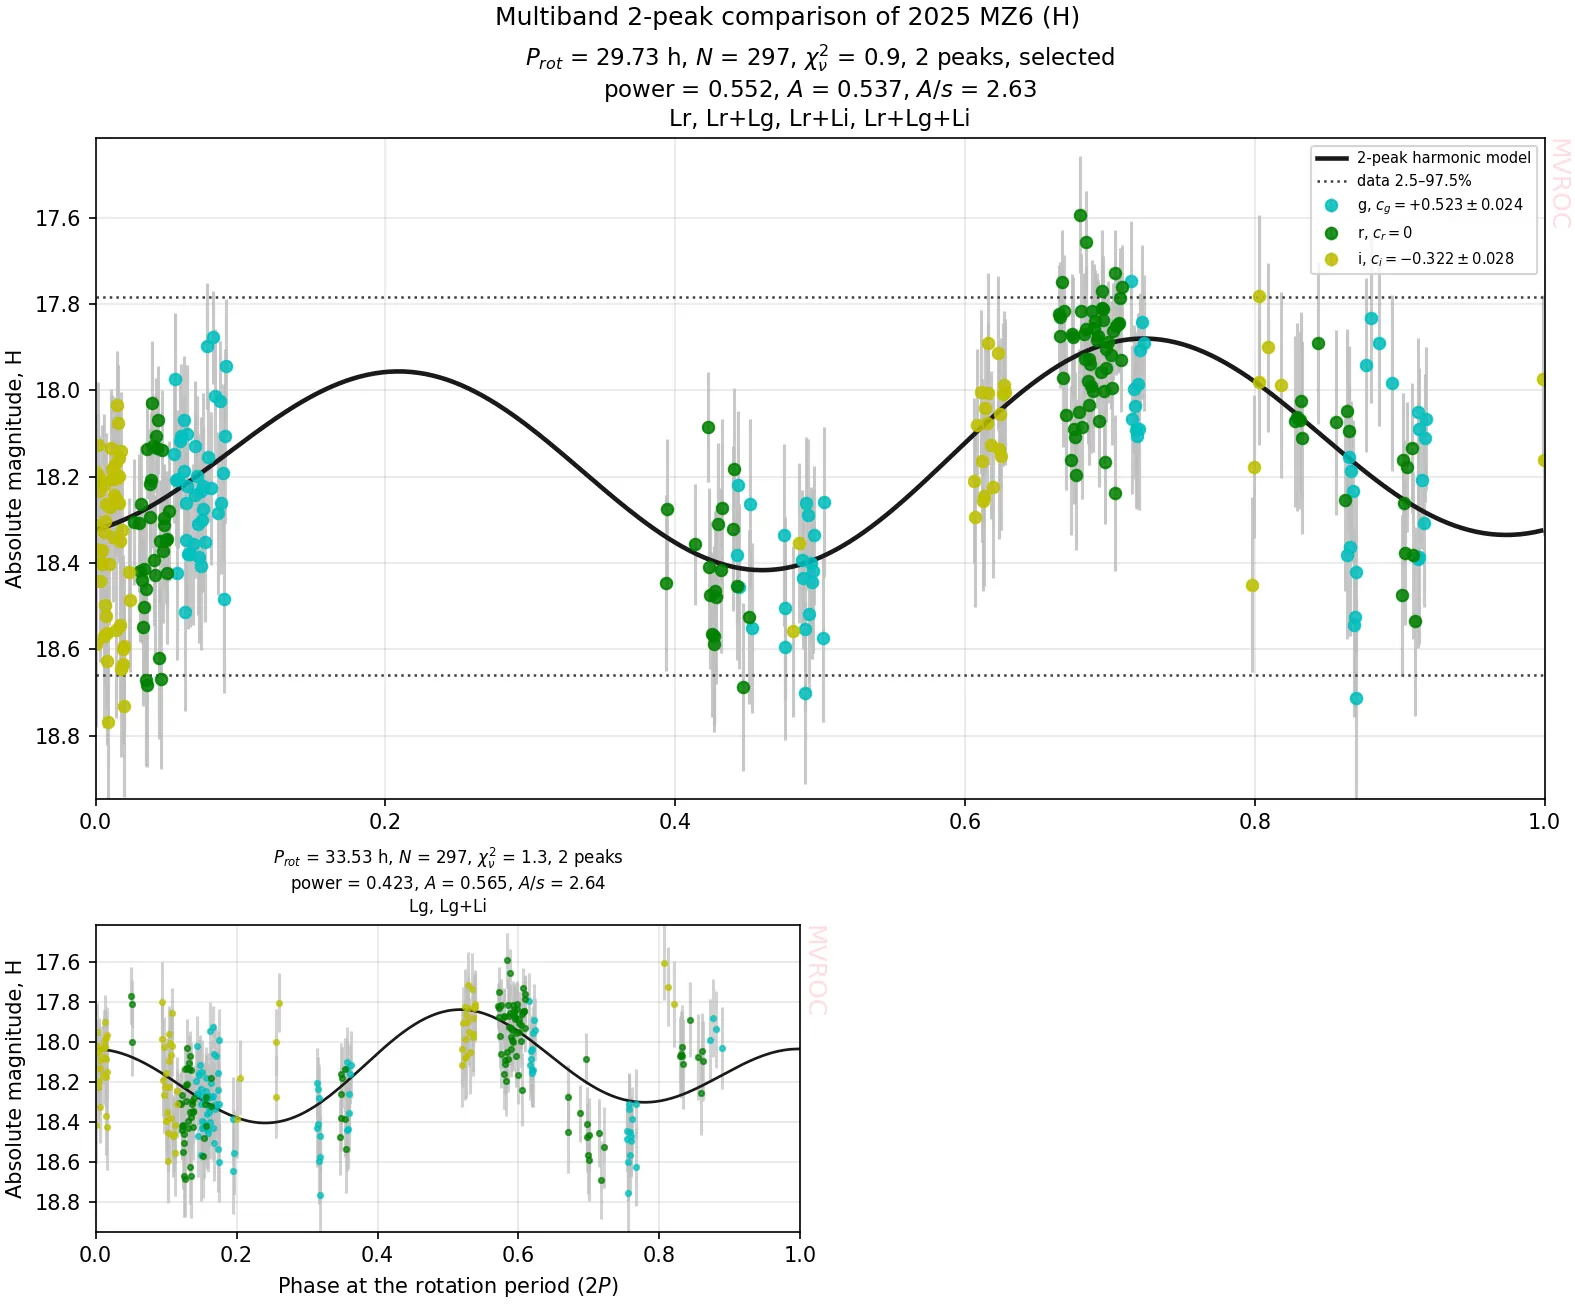 Multiband 2-peak comparison of 2025 MZ6 (H)
P_rot = 29.73 h, N = 297, χ²_ν = 0.9, 2 peaks, selected
power = 0.552, A = 0.537, A/s = 2.63
Lr, Lr+Lg, Lr+Li, Lr+Lg+Li
2-peak harmonic model
data 2.5–97.5%
g, c_g = +0.523 ± 0.024
r, c_r = 0
i, c_i = −0.322 ± 0.028
MVROC
Absolute magnitude, H
17.6
17.8
18.0
18.2
18.4
18.6
18.8
0.0 0.2 0.4 0.6 0.8 1.0
P_rot = 33.53 h, N = 297, χ²_ν = 1.3, 2 peaks
power = 0.423, A = 0.565, A/s = 2.64
Lg, Lg+Li
MVROC
Absolute magnitude, H
17.6
17.8
18.0
18.2
18.4
18.6
18.8
0.0 0.2 0.4 0.6 0.8 1.0
Phase at the rotation period (2P)